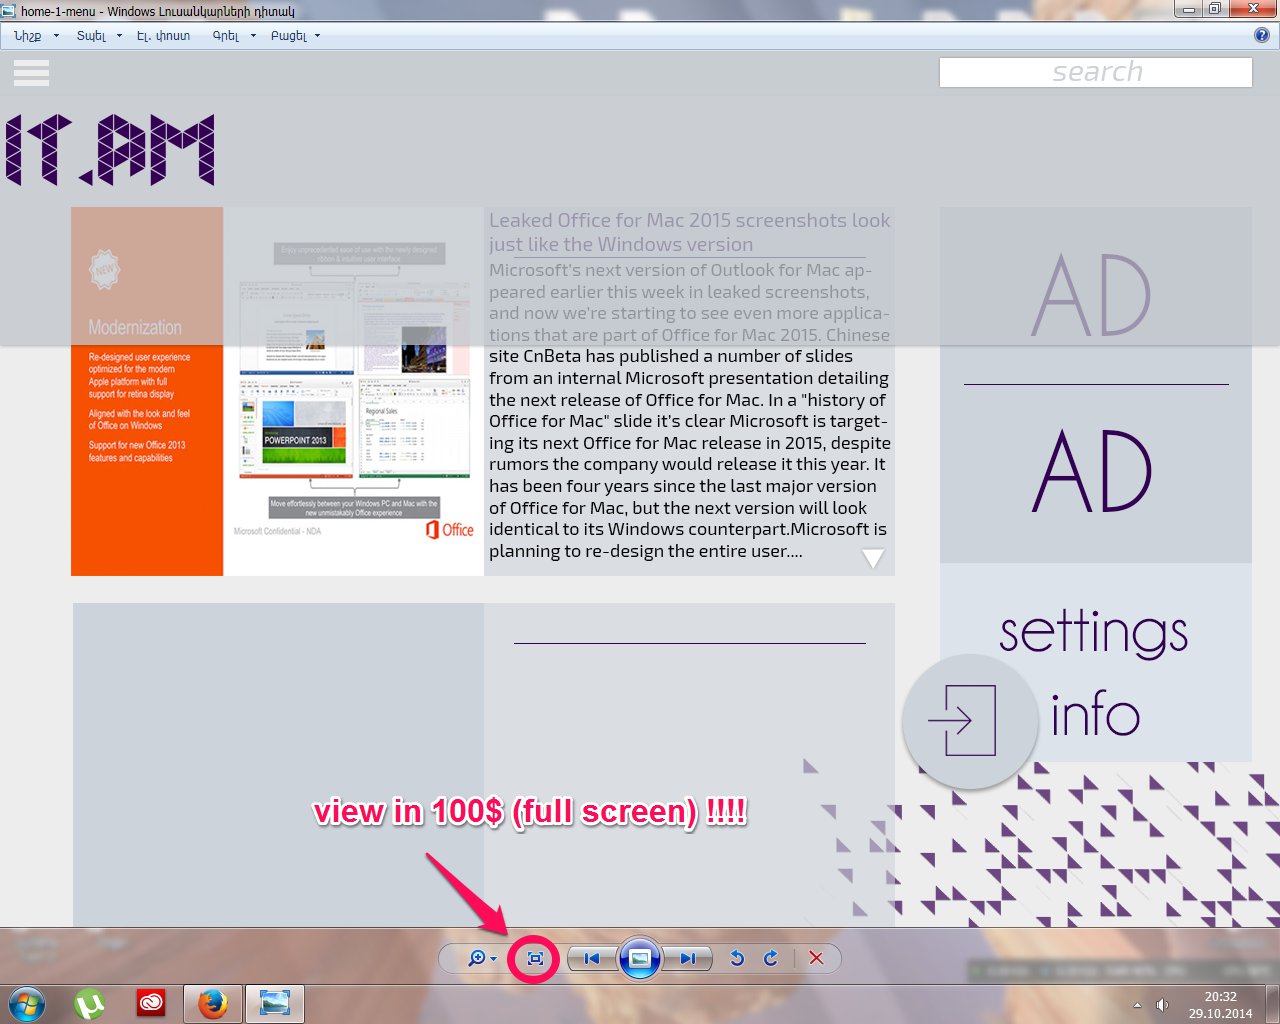 home-1-menu - Windows Լուսանկարների դիտակ
Նիշք Տպել Էլ. փոստ Գրել Բացել
search
IT.AM
NEW
Modernization
Re-designed user experience
optimized for the modern
Apple platform with full
support for retina display
Aligned with the look and feel
of Office on Windows
Support for new Office 2013
features and capabilities
Enjoy unprecedented ease of use with the newly designed
ribbon & intuitive user interface
POWERPOINT 2013
Regional Sales
Move effortlessly between your Windows PC and Mac with the
new unmistakably Office experience
Microsoft Confidential - NDA
Office
Leaked Office for Mac 2015 screenshots look
just like the Windows version
Microsoft's next version of Outlook for Mac ap-
peared earlier this week in leaked screenshots,
and now we're starting to see even more applica-
tions that are part of Office for Mac 2015. Chinese
site CnBeta has published a number of slides
from an internal Microsoft presentation detailing
the next release of Office for Mac. In a "history of
Office for Mac" slide it's clear Microsoft is target-
ing its next Office for Mac release in 2015, despite
rumors the company would release it this year. It
has been four years since the last major version
of Office for Mac, but the next version will look
identical to its Windows counterpart.Microsoft is
planning to re-design the entire user....
AD
AD
settings
info
view in 100$ (full screen) !!!!
20:32
29.10.2014